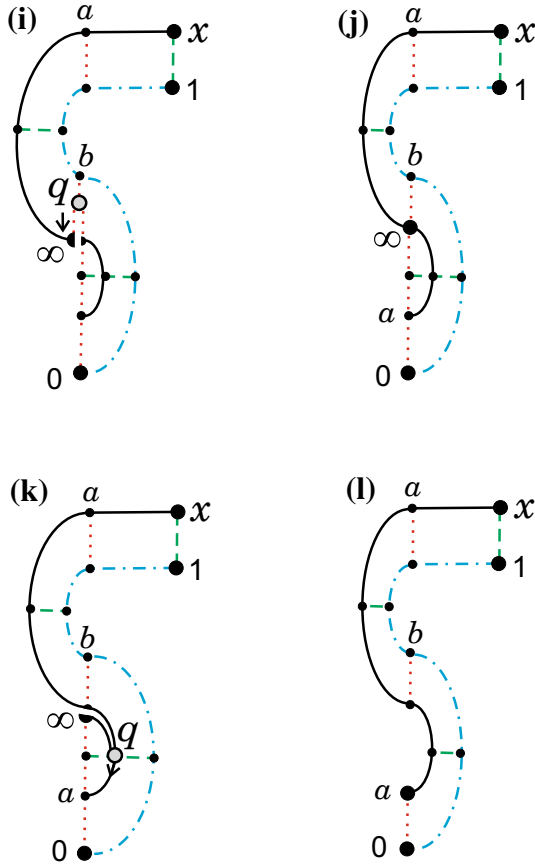 (i) (j)
a a
x x
1 1
b b
q
∞ ∞
a
0 0
(k) (l)
a a
x x
1 1
b b
∞ q
a a
0 0